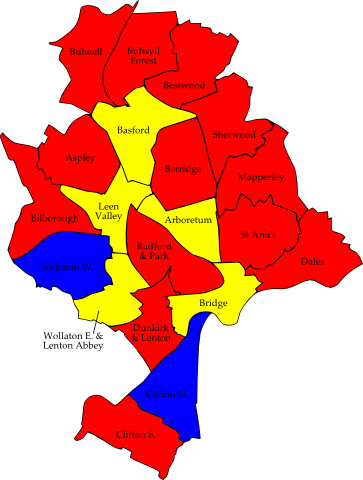 Bulwell
Bulwell
Forest
Bestwood
Basford
Sherwood
Aspley
Berridge
Mapperley
Leen
Valley
Bilborough
Arboretum
St Ann's
Radford
& Park
Dales
Wollaton W.
Bridge
Wollaton E. &
Lenton Abbey
Dunkirk
& Lenton
Clifton N.
Clifton S.